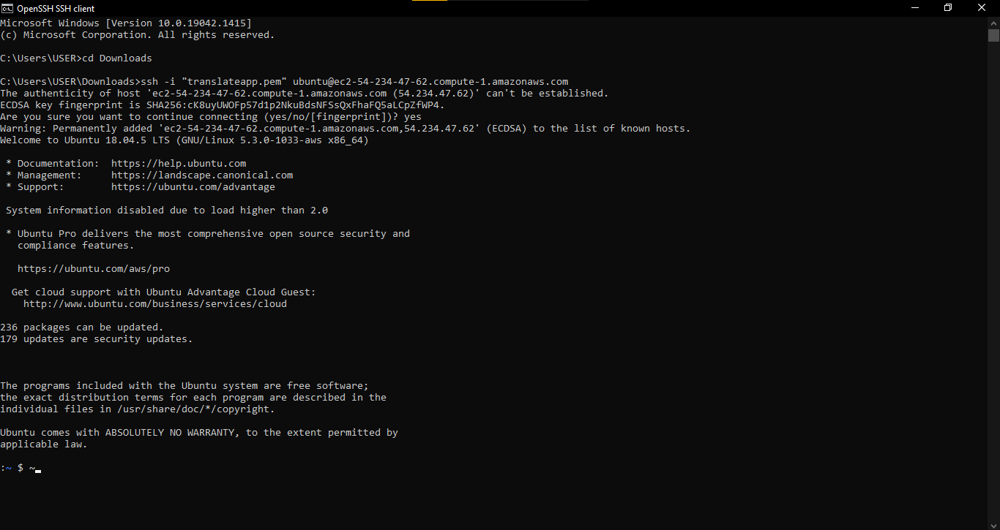 OpenSSH SSH client
Microsoft Windows [Version 10.0.19042.1415]
(c) Microsoft Corporation. All rights reserved.
C:\Users\USER>cd Downloads
C:\Users\USER\Downloads>ssh -i "translateapp.pem" ubuntu@ec2-54-234-47-62.compute-1.amazonaws.com
The authenticity of host 'ec2-54-234-47-62.compute-1.amazonaws.com (54.234.47.62)' can't be established.
ECDSA key fingerprint is SHA256:cK8uyUWOFp57d1p2NkuBdsNFSsQxFhaFQ5aLCpZfWP4.
Are you sure you want to continue connecting (yes/no/[fingerprint])? yes
Warning: Permanently added 'ec2-54-234-47-62.compute-1.amazonaws.com,54.234.47.62' (ECDSA) to the list of known hosts.
Welcome to Ubuntu 18.04.5 LTS (GNU/Linux 5.3.0-1033-aws x86_64)
* Documentation:  https://help.ubuntu.com
* Management:     https://landscape.canonical.com
* Support:        https://ubuntu.com/advantage
System information disabled due to load higher than 2.0
* Ubuntu Pro delivers the most comprehensive open source security and
compliance features.
https://ubuntu.com/aws/pro
Get cloud support with Ubuntu Advantage Cloud Guest:
http://www.ubuntu.com/business/services/cloud
236 packages can be updated.
179 updates are security updates.
The programs included with the Ubuntu system are free software;
the exact distribution terms for each program are described in the
individual files in /usr/share/doc/*/copyright.
Ubuntu comes with ABSOLUTELY NO WARRANTY, to the extent permitted by
applicable law.
:~ $ ~